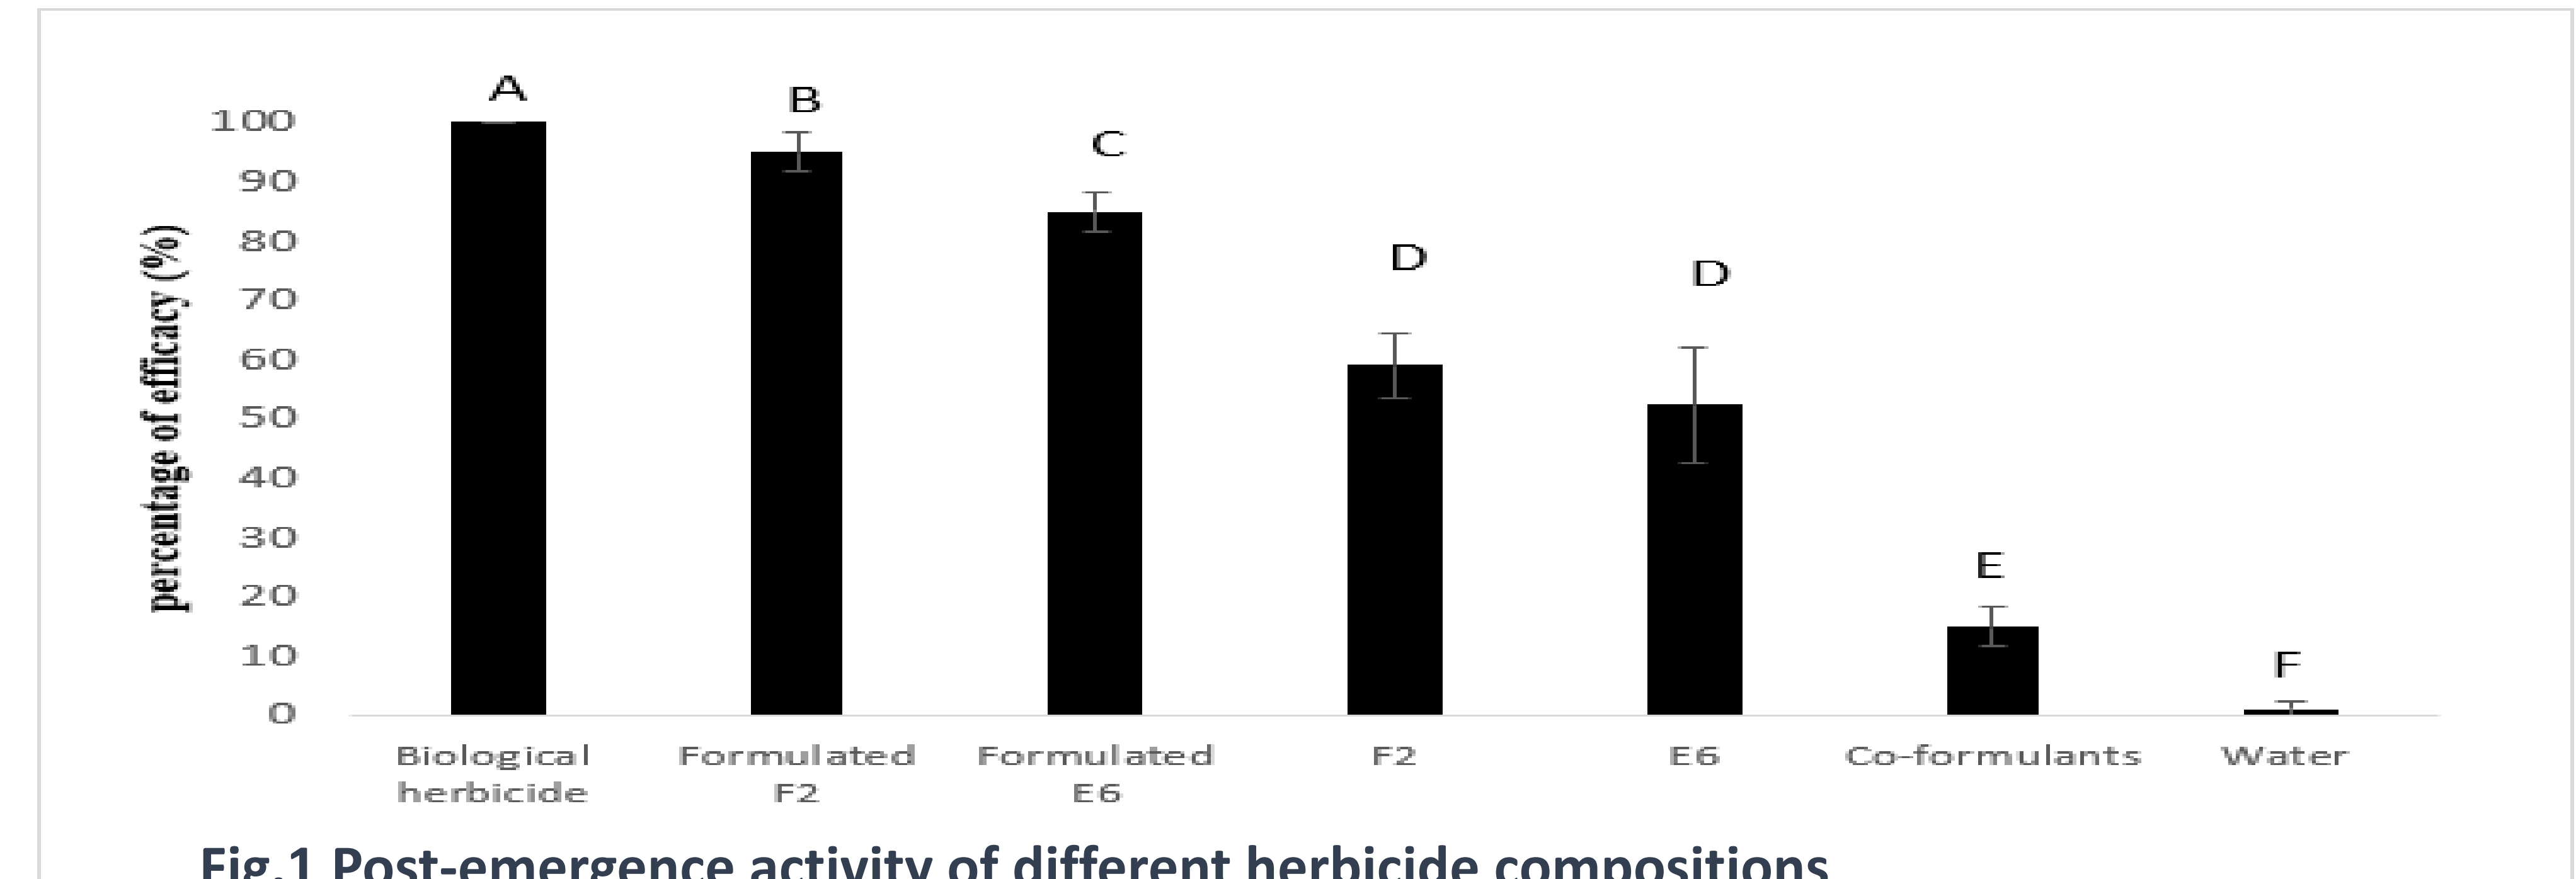 A
B
C
D
D
E
F
100
90
80
70
60
50
40
30
20
10
0
percentage of efficacy (%)
Biological herbicide
Formulated F2
Formulated E6
F2
E6
Co-formulants
Water
Fig.1 Post-emergence activity of different herbicide compositions